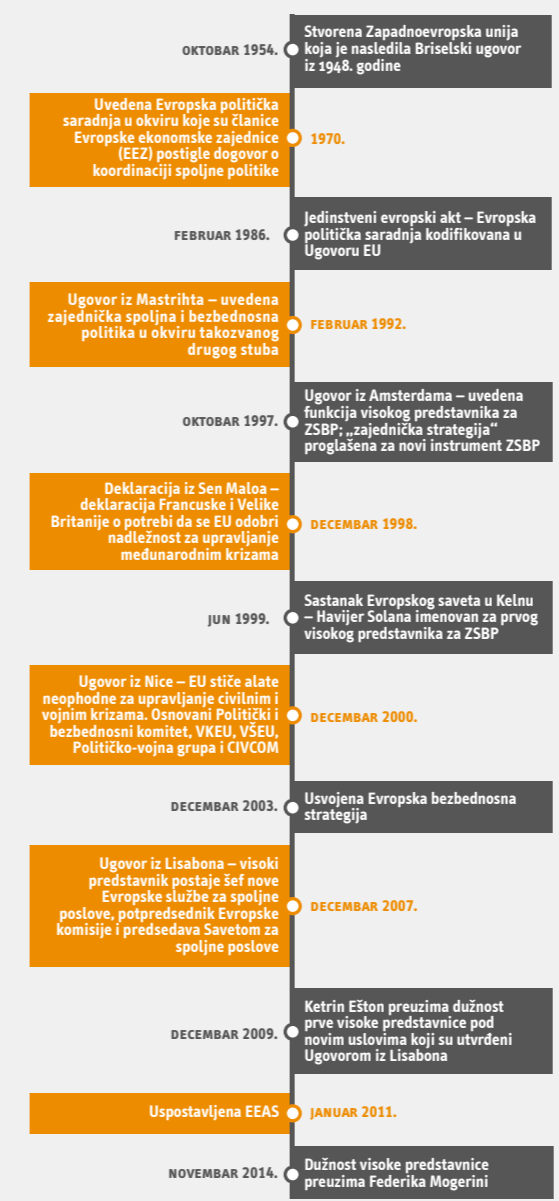 OKTOBAR 1954.
Stvorena Zapadnoevropska unija
koja je nasledila Briselski ugovor
iz 1948. godine
Uvedena Evropska politička
saradnja u okviru koje su članice
Evropske ekonomske zajednice
(EEZ) postigle dogovor o
koordinaciji spoljne politike
1970.
FEBRUAR 1986.
Jedinstveni evropski akt – Evropska
politička saradnja kodifikovana u
Ugovoru EU
Ugovor iz Mastrihta – uvedena
zajednička spoljna i bezbednosna
politika u okviru takozvanog
drugog stuba
FEBRUAR 1992.
OKTOBAR 1997.
Ugovor iz Amsterdama – uvedena
funkcija visokog predstavnika za
ZSBP; „zajednička strategija“
proglašena za novi instrument ZSBP
Deklaracija iz Sen Maloa –
deklaracija Francuske i Velike
Britanije o potrebi da se EU odobri
nadležnost za upravljanje
međunarodnim krizama
DECEMBAR 1998.
JUN 1999.
Sastanak Evropskog saveta u Kelnu
– Havijer Solana imenovan za prvog
visokog predstavnika za ZSBP
Ugovor iz Nice – EU stiče alate
neophodne za upravljanje civilnim i
vojnim krizama. Osnovani Politički i
bezbednosni komitet, VKEU, VŠEU,
Političko-vojna grupa i CIVCOM
DECEMBAR 2000.
DECEMBAR 2003.
Usvojena Evropska bezbednosna
strategija
Ugovor iz Lisabona – visoki
predstavnik postaje šef nove
Evropske službe za spoljne
poslove, potpredsednik Evropske
komisije i predsedava Savetom za
spoljne poslove
DECEMBAR 2007.
DECEMBAR 2009.
Ketrin Ešton preuzima dužnost
prve visoke predstavnice pod
novim uslovima koji su utvrđeni
Ugovorom iz Lisabona
Uspostavljena EEAS
JANUAR 2011.
NOVEMBAR 2014.
Dužnost visoke predstavnice
preuzima Federika Mogerini